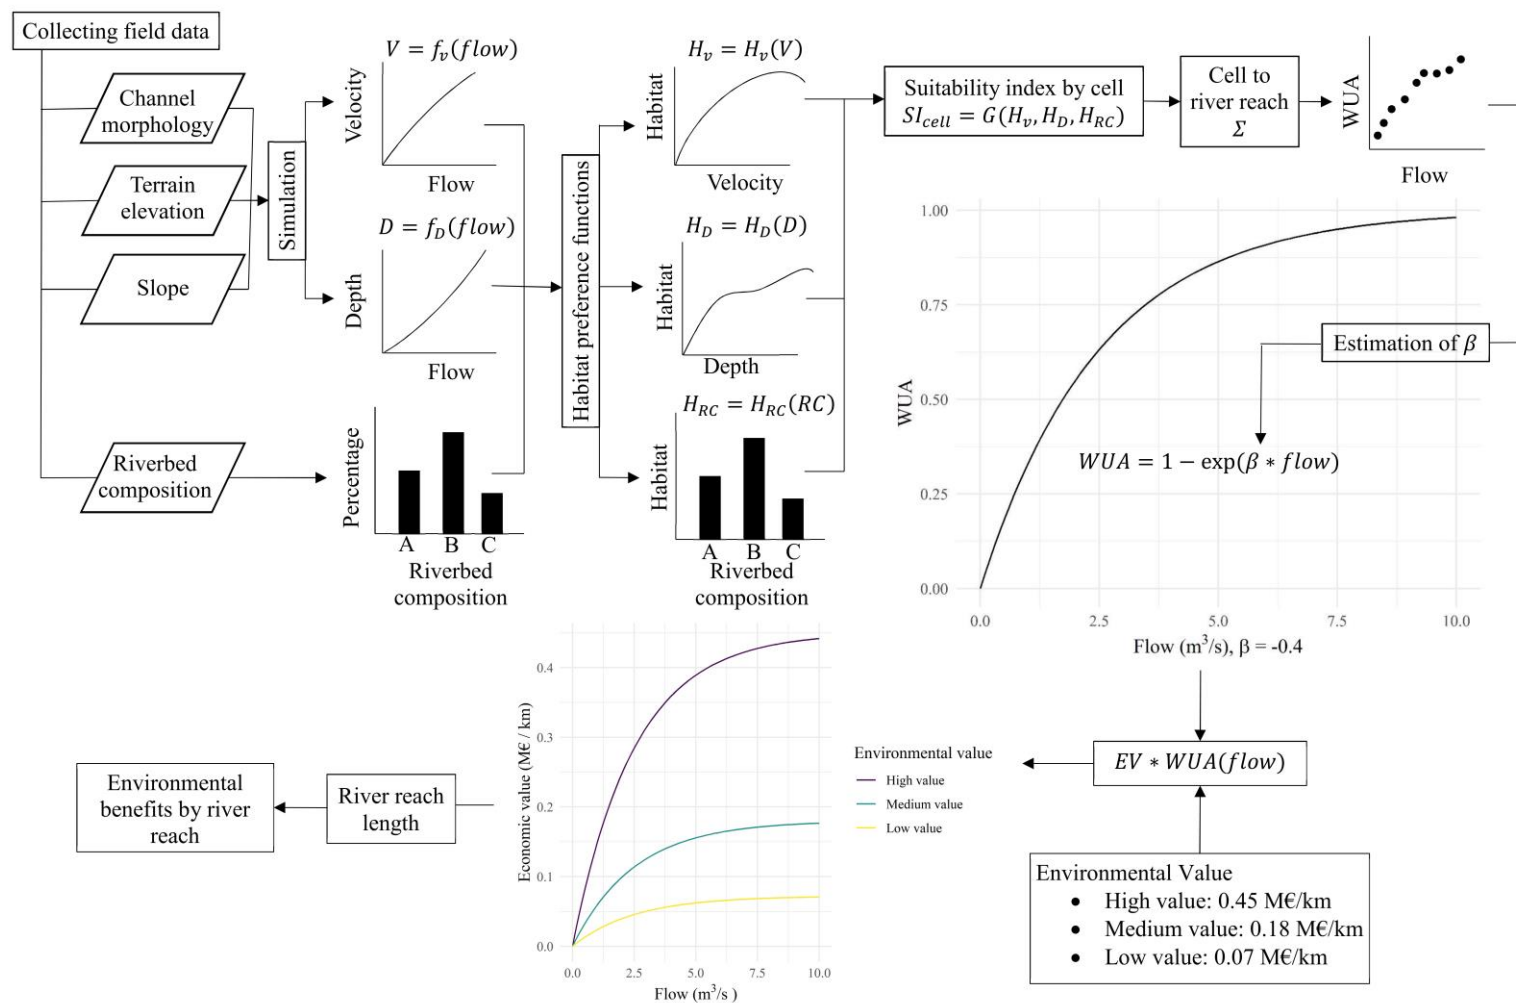 Collecting field data
Channel
morphology
Terrain
elevation
Slope
Riverbed
composition
Simulation
V = f_v(flow)
Velocity
Flow
D = f_D(flow)
Depth
Flow
Percentage
A B C
Riverbed
composition
Habitat preference functions
H_v = H_v(V)
Habitat
Velocity
H_D = H_D(D)
Habitat
Depth
H_RC = H_RC(RC)
Habitat
A B C
Riverbed
composition
Suitability index by cell
SI_cell = G(H_v, H_D, H_RC)
Cell to
river reach
Σ
WUA
Flow
1.00
0.75
0.50
0.25
0.00
WUA
Estimation of β
WUA = 1 − exp(β * flow)
0.0 2.5 5.0 7.5 10.0
Flow (m³/s), β = -0.4
EV * WUA(flow)
Environmental Value
• High value: 0.45 M€/km
• Medium value: 0.18 M€/km
• Low value: 0.07 M€/km
Environmental value
High value
Medium value
Low value
Economic value (M€ / km)
0.4
0.3
0.2
0.1
0.0
0.0 2.5 5.0 7.5 10.0
Flow (m³/s )
River reach
length
Environmental
benefits by river
reach